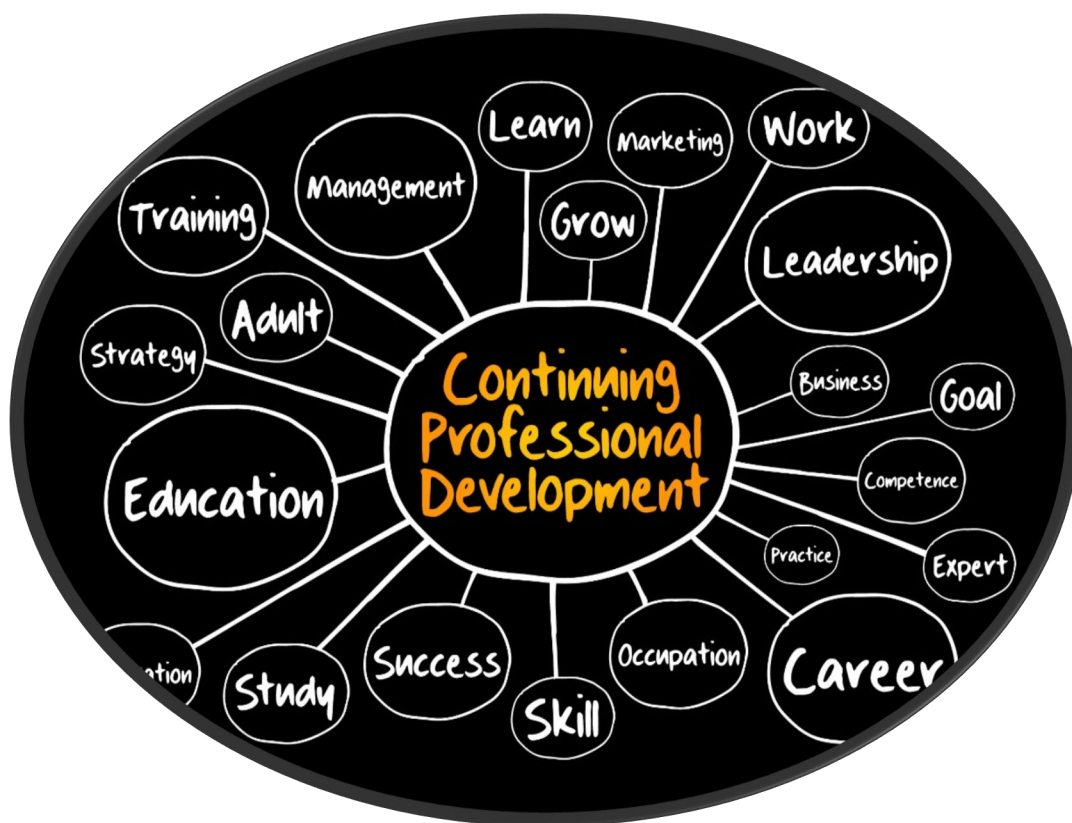 Learn
Marketing
Work
Management
Training
Grow
Leadership
Adult
Strategy
Business
Goal
Continuing
Professional
Development
Education
Competence
Practice
Expert
Success
Occupation
Career
Study
Skill